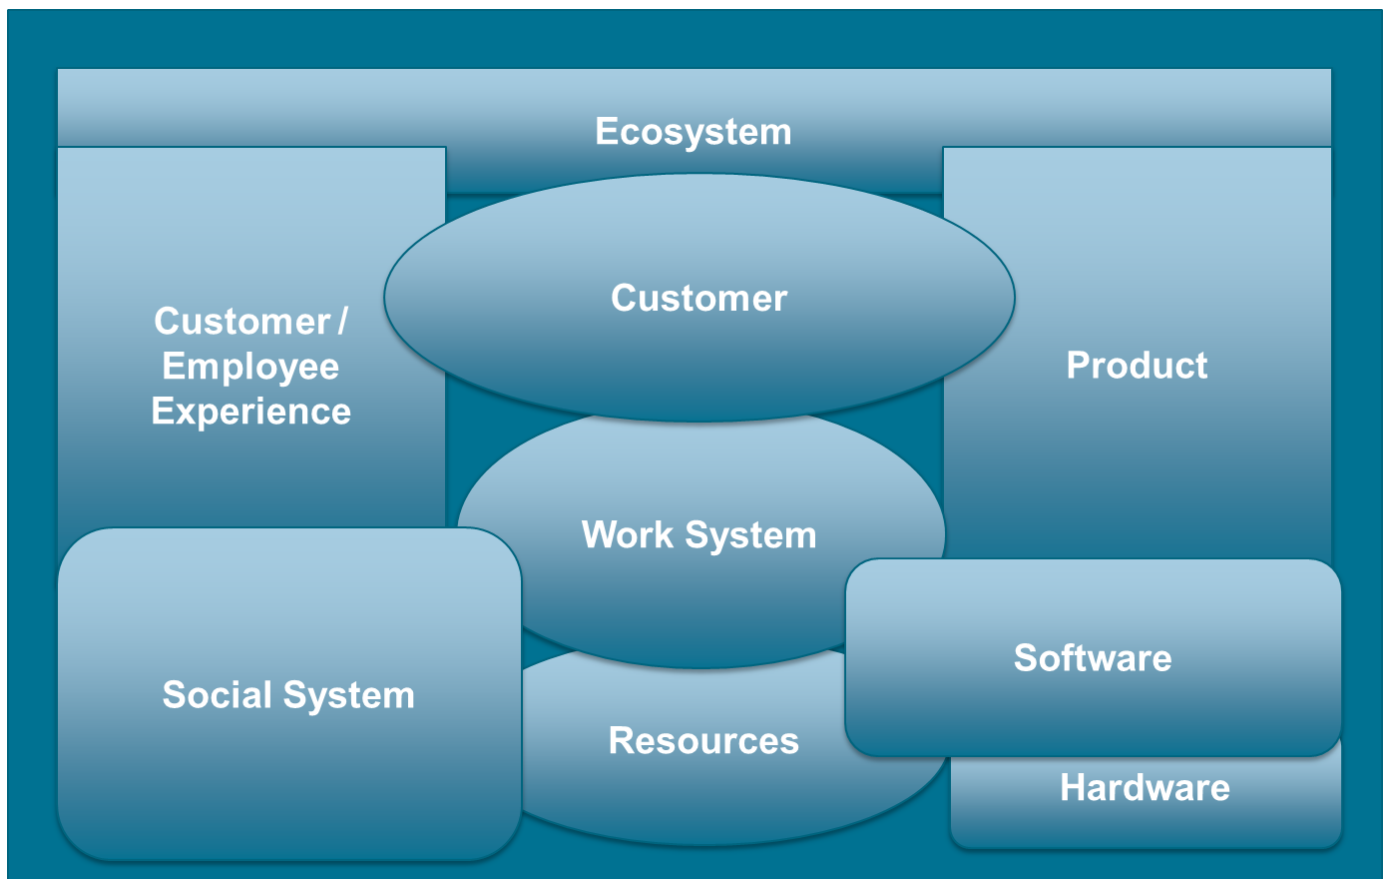 Ecosystem
Customer
Customer /
Employee
Experience
Product
Work System
Software
Social System
Resources
Hardware